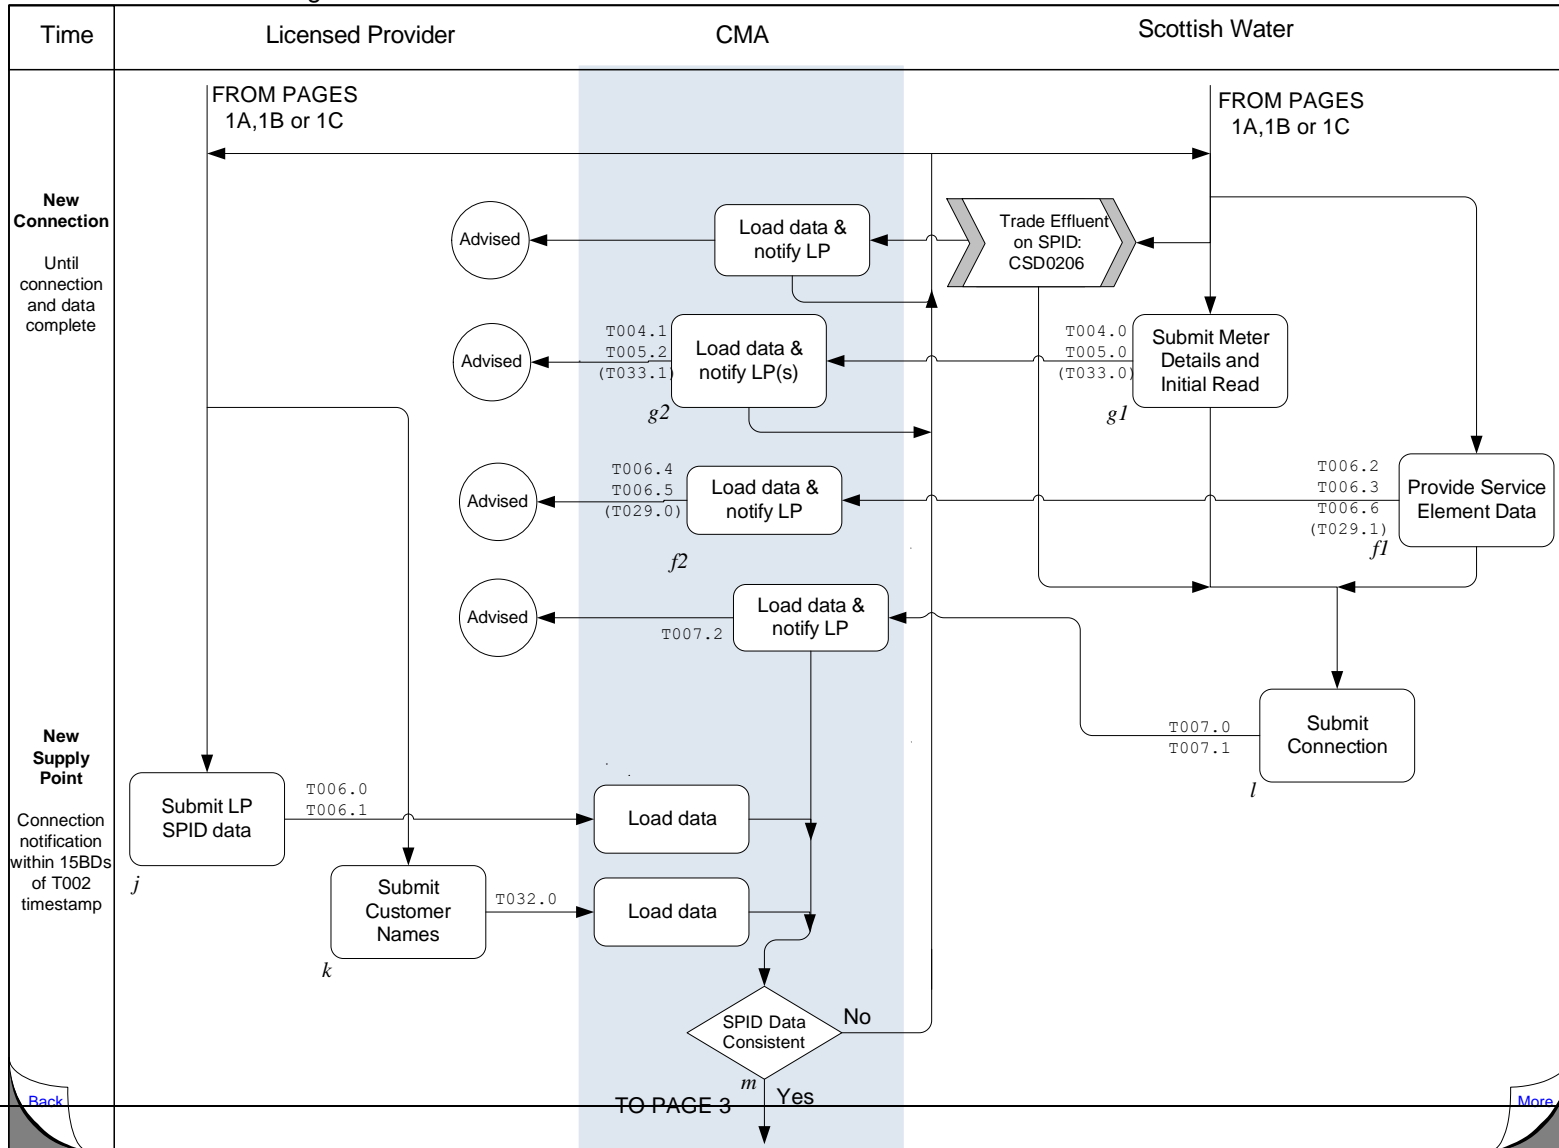 Time
Licensed Provider
CMA
Scottish Water
FROM PAGES
1A,1B or 1C
FROM PAGES
1A,1B or 1C
New
Connection
Until
connection
and data
complete
Advised
Load data &
notify LP
Trade Effluent
on SPID:
CSD0206
Advised
T004.1
T005.2
(T033.1)
Load data &
notify LP(s)
g2
T004.0
T005.0
(T033.0)
Submit Meter
Details and
Initial Read
g1
Advised
T006.4
T006.5
(T029.0)
Load data &
notify LP
f2
T006.2
T006.3
T006.6
(T029.1)
Provide Service
Element Data
f1
Advised
T007.2
Load data &
notify LP
T007.0
T007.1
Submit
Connection
l
New
Supply
Point
Connection
notification
within 15BDs
of T002
timestamp
Submit LP
SPID data
j
T006.0
T006.1
Load data
Submit
Customer
Names
k
T032.0
Load data
SPID Data
Consistent
No
m
Yes
TO PAGE 3
Back
More